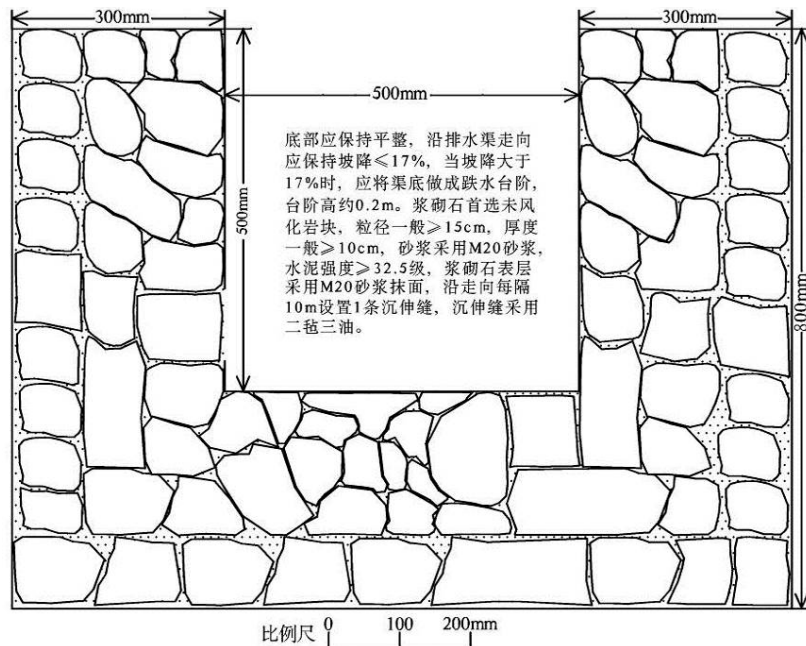 300mm
300mm
500mm
500mm
800mm
底部应保持平整，沿排水渠走向
应保持坡降≤17%，当坡降大于
17%时，应将渠底做成跌水台阶，
台阶高约0.2m。浆砌石首选未风
化岩块，粒径一般≥15cm，厚度
一般≥10cm，砂浆采用M20砂浆，
水泥强度≥32.5级，浆砌石表层
采用M20砂浆抹面，沿走向每隔
10m设置1条沉伸缝，沉伸缝采用
二毡三油。
比例尺 0 100 200mm